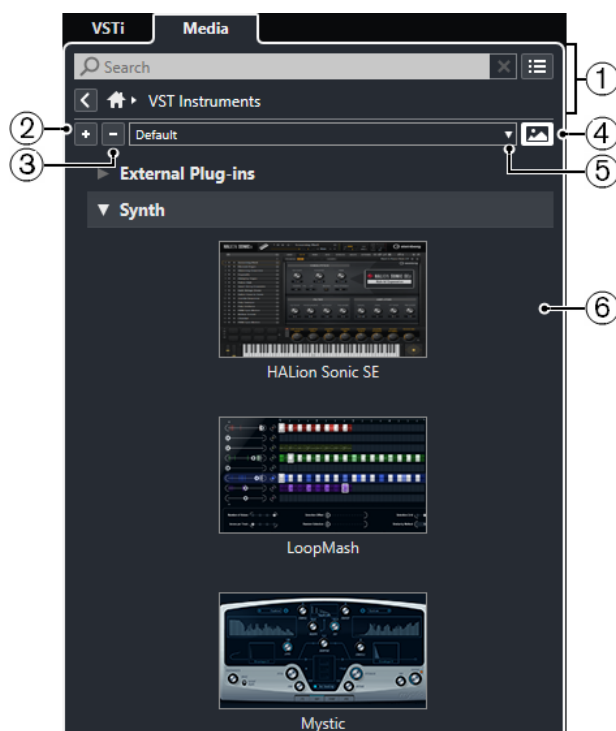 VSTi Media
Search
VST Instruments
1
2
Default
4
3
5
External Plug-ins
Synth
6
HALion Sonic SE
LoopMash
Mystic